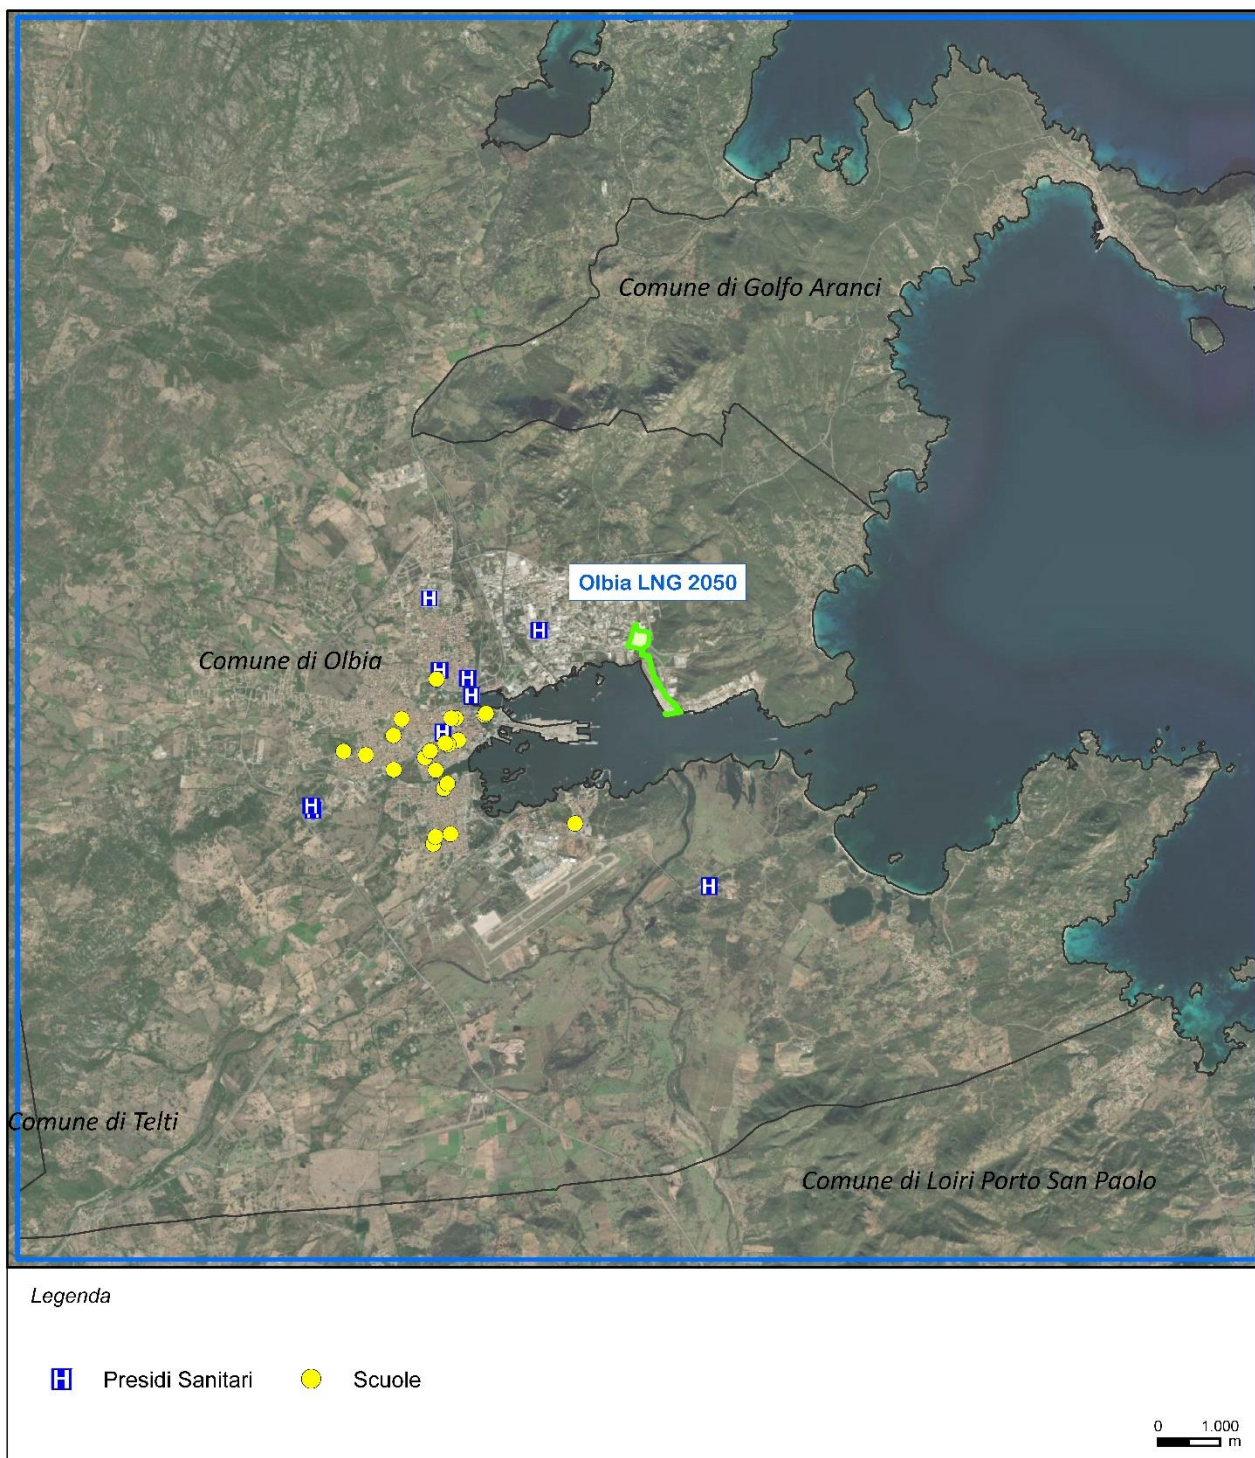 Comune di Golfo Aranci
Olbia LNG 2050
H
H
Comune di Olbia
H
H
H
H
H
H
Comune di Telti
Comune di Loiri Porto San Paolo
Legenda
H Presidi Sanitari Scuole
0 1.000
m